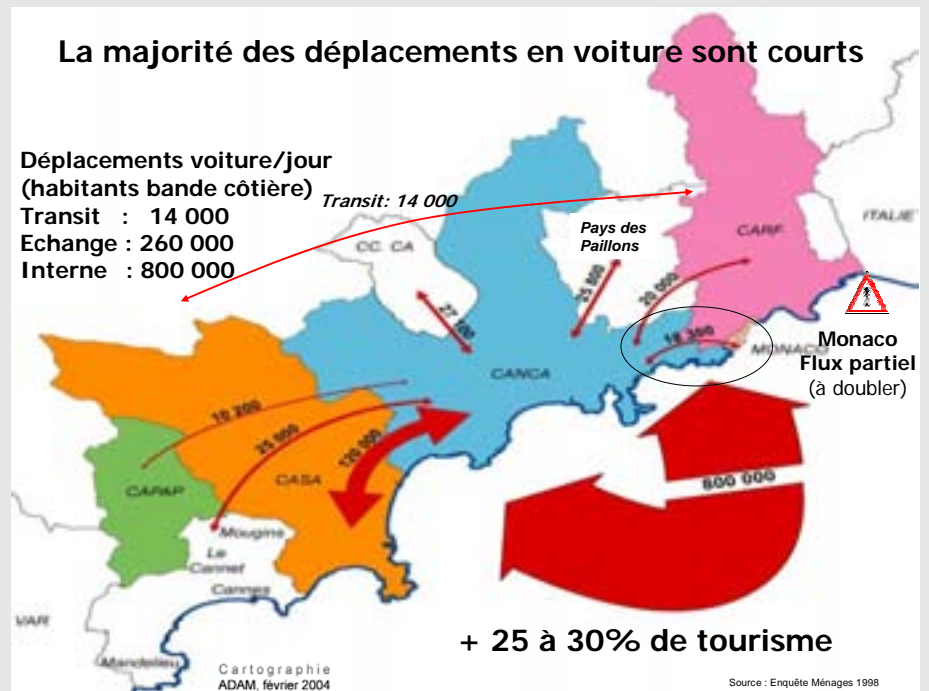 La majorité des déplacements en voiture sont courts
Déplacements voiture/jour
(habitants bande côtière)
Transit : 14 000
Echange : 260 000
Interne : 800 000
Transit: 14 000
CC. CA
Pays des
Paillons
CARF
ITALIE
27 100
25 800
20 000
18 300
MONACO
Monaco
Flux partiel
(à doubler)
CANCA
10 200
25 000
120 000
CASA
CAPAP
800 000
Mougins
Le
Cannet
Cannes
VAR
Mandelieu
+ 25 à 30% de tourisme
Cartographie
ADAM, février 2004
Source : Enquête Ménages 1998